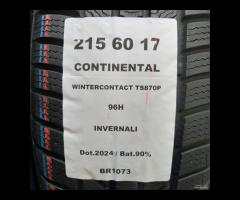 215 60 17
CONTINENTAL
WINTERCONTACT TS870P
96H
INVERNALI
Dot.2024 / Bat.90%
BR1073